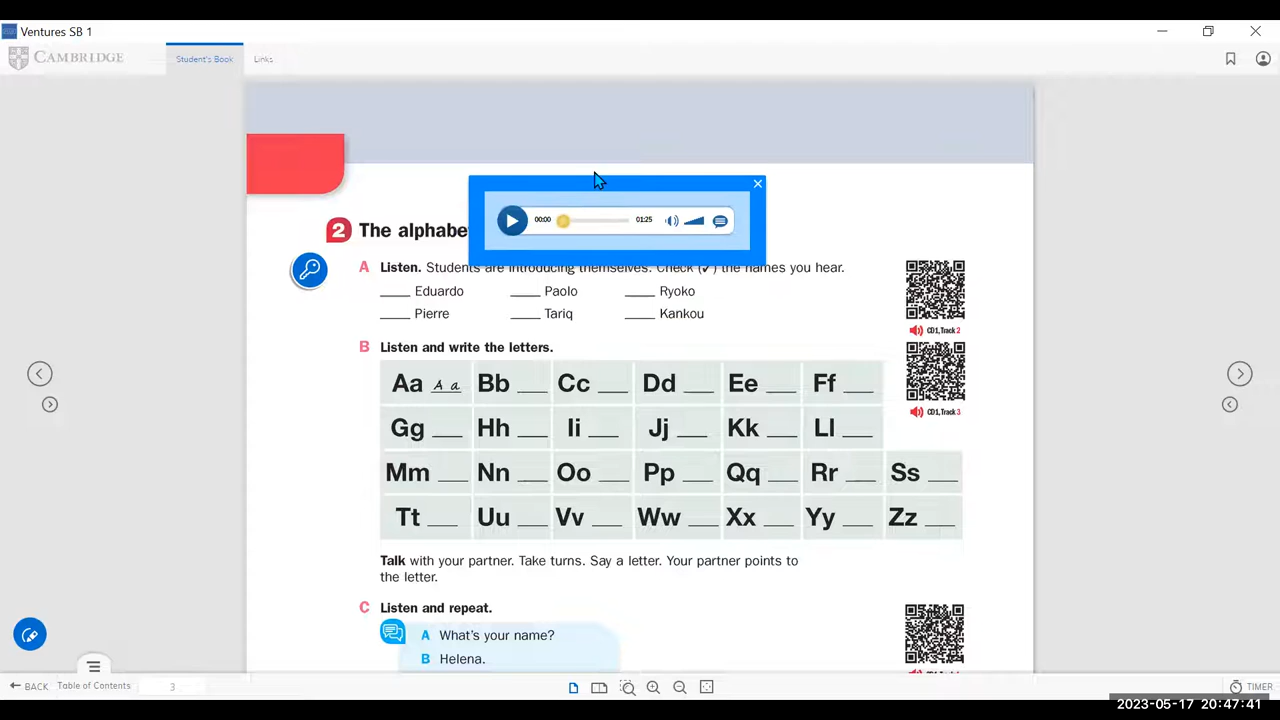 Ventures SB 1
CAMBRIDGE
Student's Book Links
00:00 01:25
2 The alphabe
A Listen. Students are introducing themselves. Check (✓) the names you hear.
____ Eduardo ____ Paolo ____ Ryoko
____ Pierre ____ Tariq ____ Kankou
CD1, Track 2
B Listen and write the letters.
Aa A a Bb ___ Cc ___ Dd ___ Ee ___ Ff ___
Gg ___ Hh ___ Ii ___ Jj ___ Kk ___ Ll ___
CD1, Track 3
Mm ___ Nn ___ Oo ___ Pp ___ Qq ___ Rr ___ Ss ___
Tt ___ Uu ___ Vv ___ Ww ___ Xx ___ Yy ___ Zz ___
Talk with your partner. Take turns. Say a letter. Your partner points to
the letter.
C Listen and repeat.
A What's your name?
B Helena.
BACK Table of Contents 3 TIMER
2023-05-17 20:47:41